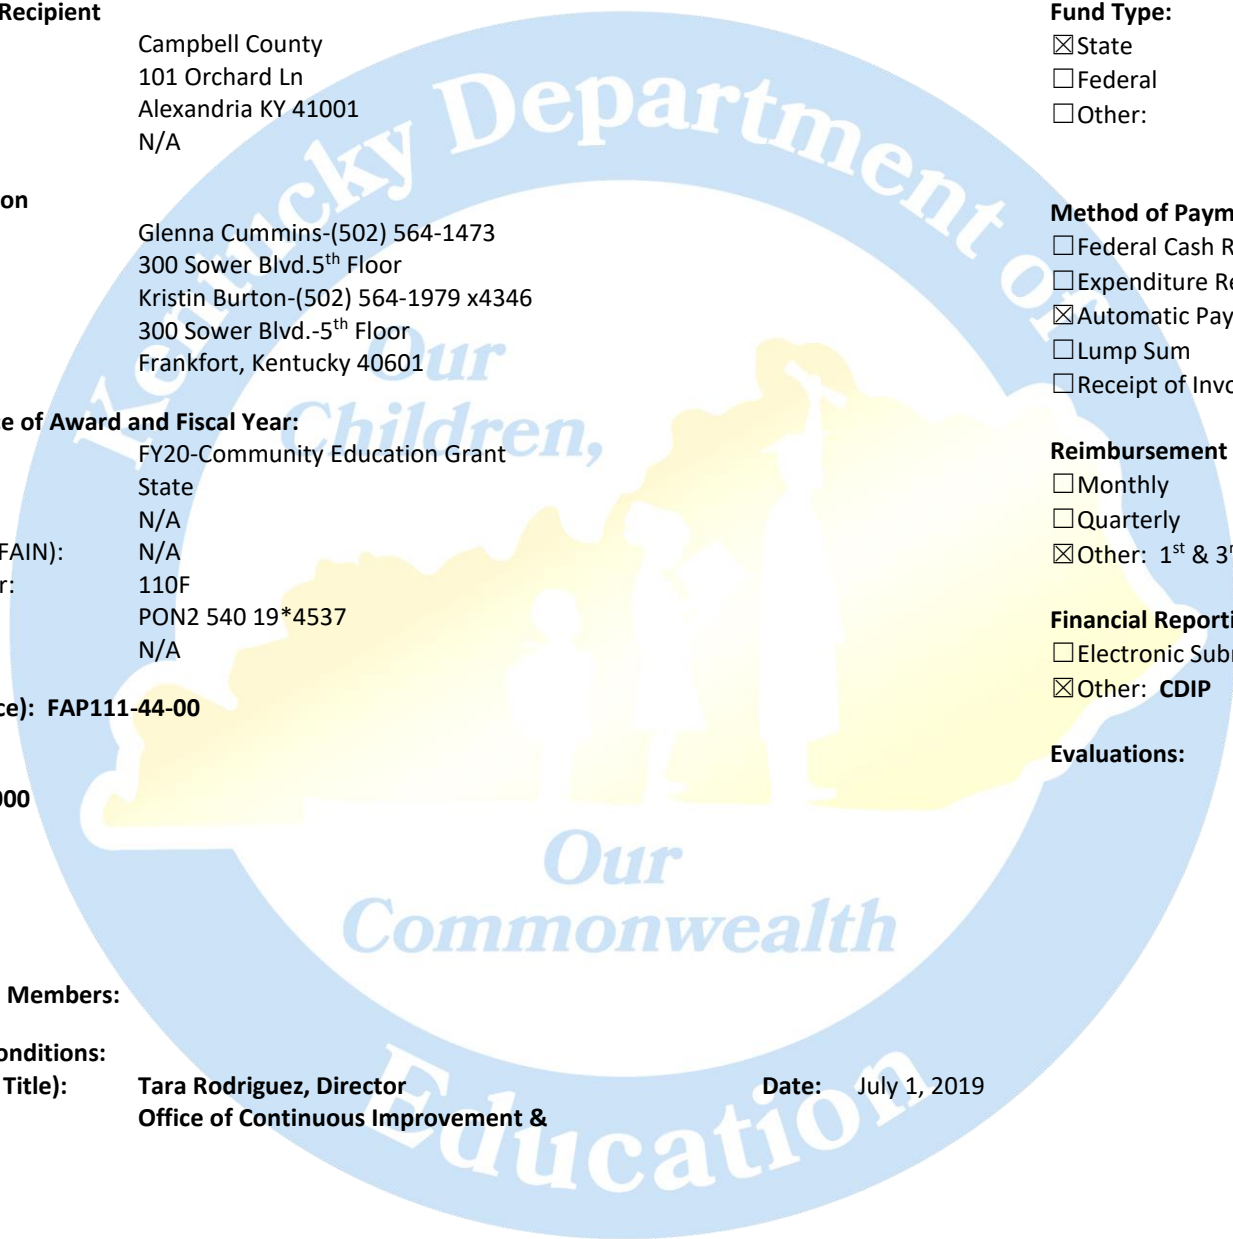 Recipient
Campbell County
101 Orchard Ln
Alexandria KY 41001
N/A
on
Glenna Cummins-(502) 564-1473
300 Sower Blvd.5th Floor
Kristin Burton-(502) 564-1979 x4346
300 Sower Blvd.-5th Floor
Frankfort, Kentucky 40601
e of Award and Fiscal Year:
FY20-Community Education Grant
State
N/A
FAIN): N/A
r: 110F
PON2 540 19*4537
N/A
ce): FAP111-44-00
000
Members:
onditions:
Title): Tara Rodriguez, Director Date: July 1, 2019
Office of Continuous Improvement &
Fund Type:
☒State
☐Federal
☐Other:
Method of Paym
☐Federal Cash R
☐Expenditure Re
☒Automatic Pay
☐Lump Sum
☐Receipt of Invo
Reimbursement
☐Monthly
☐Quarterly
☒Other: 1st & 3r
Financial Reporti
☐Electronic Sub
☒Other: CDIP
Evaluations:
Kentucky Department of
Education
Our
Children,
Our
Commonwealth